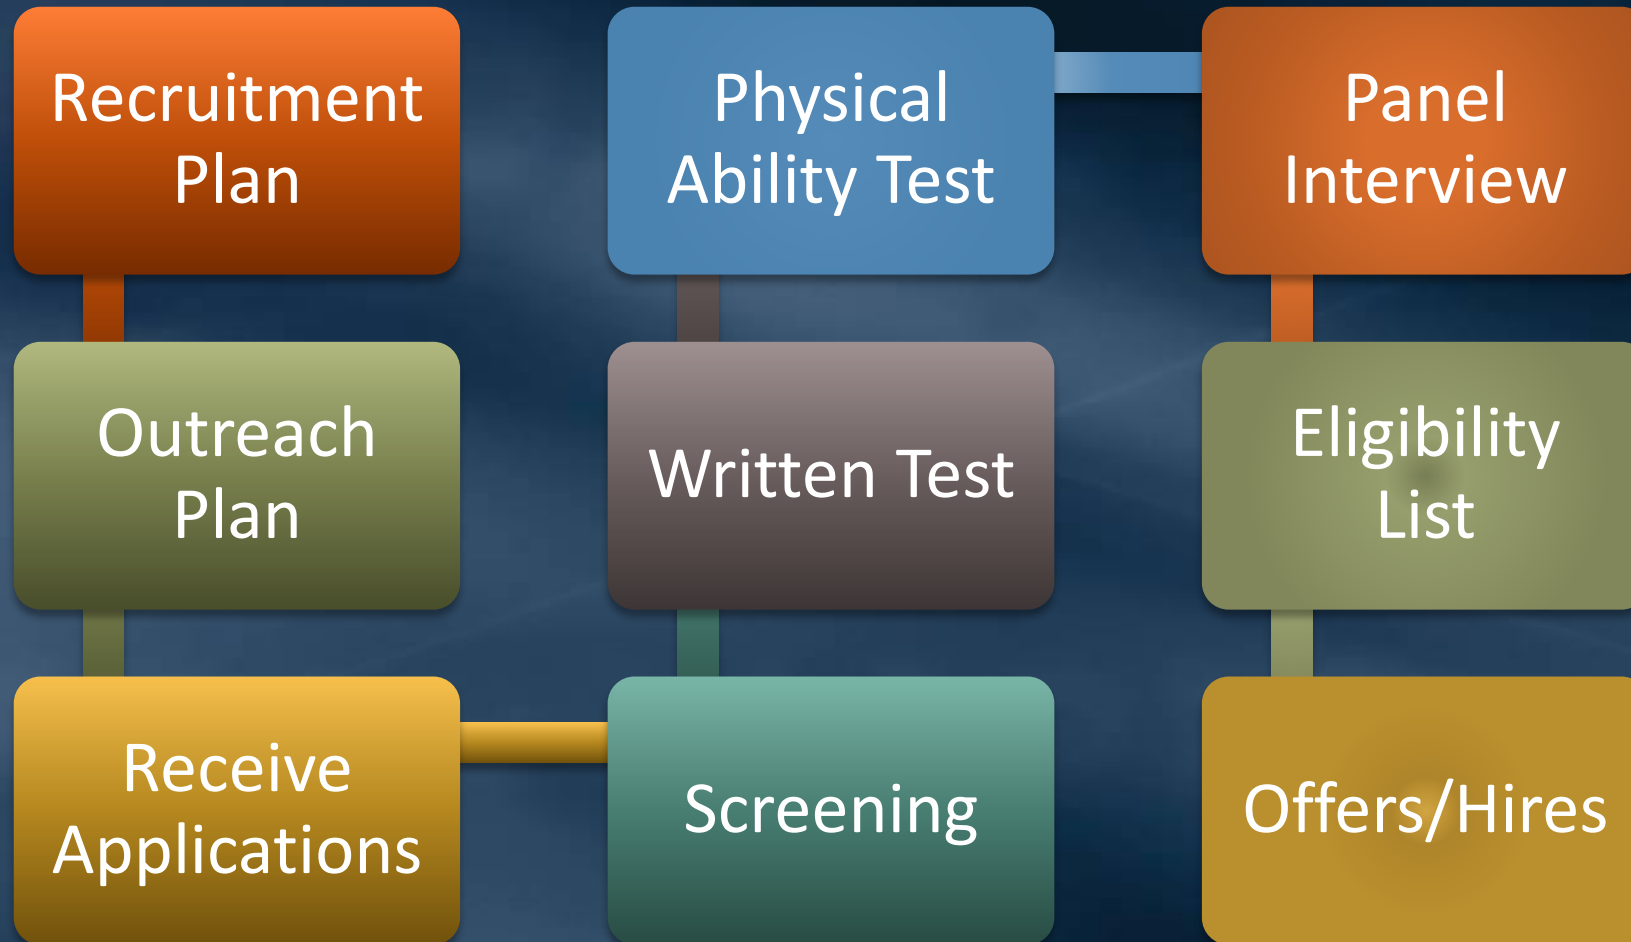 Recruitment
Plan
Outreach
Plan
Receive
Applications
Screening
Written Test
Physical
Ability Test
Panel
Interview
Eligibility
List
Offers/Hires